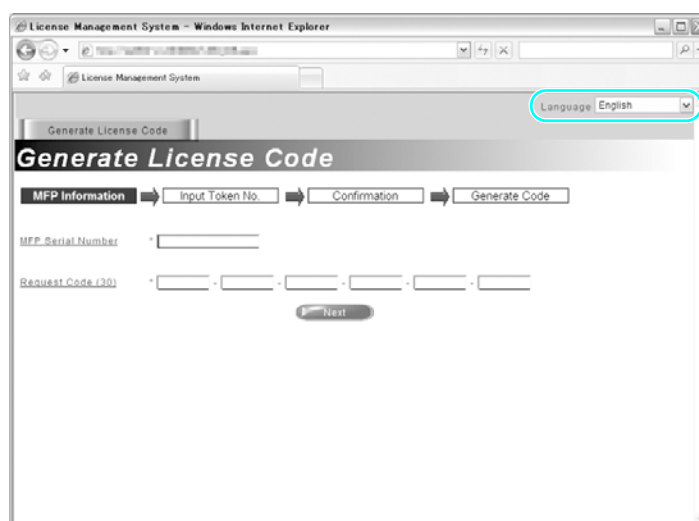 License Management System - Windows Internet Explorer
License Management System
Language English
Generate License Code
Generate License Code
MFP Information Input Token No. Confirmation Generate Code
MFP Serial Number *
Request Code (30) * - - - - -
Next